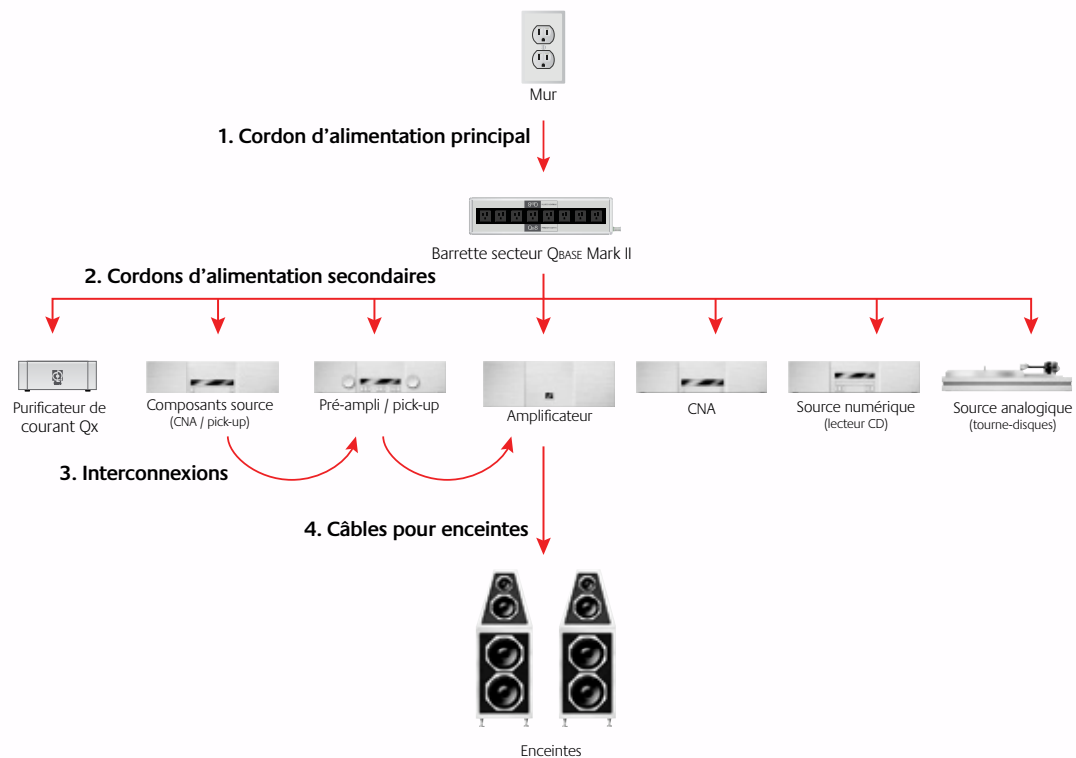 Mur
1. Cordon d’alimentation principal
Barrette secteur QBASE Mark II
2. Cordons d’alimentation secondaires
Purificateur de
courant Qx
Composants source
(CNA / pick-up)
Pré-ampli / pick-up
Amplificateur
CNA
Source numérique
(lecteur CD)
Source analogique
(tourne-disques)
3. Interconnexions
4. Câbles pour enceintes
Enceintes